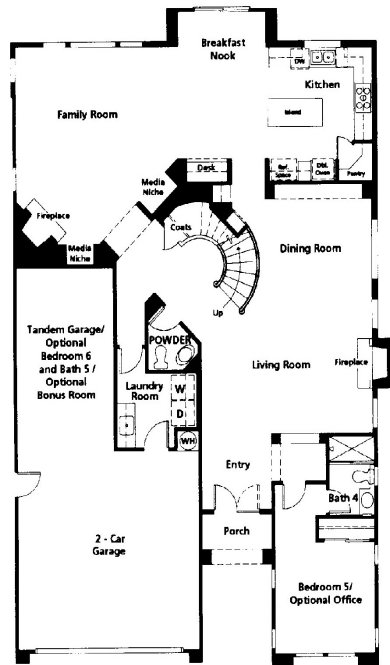 Breakfast
Nook
DW
Kitchen
Family Room
Island
Desk
Ref.
Space
Dbl.
Oven
Pantry
Media
Niche
Fireplace
Coats
Media
Niche
Dining Room
Up
Tandem Garage/
Optional
Bedroom 6
and Bath 5 /
Optional
Bonus Room
POWDER
Living Room
Fireplace
Laundry
Room
W
D
WH
Entry
Bath 4
Porch
2 - Car
Garage
Bedroom 5/
Optional Office